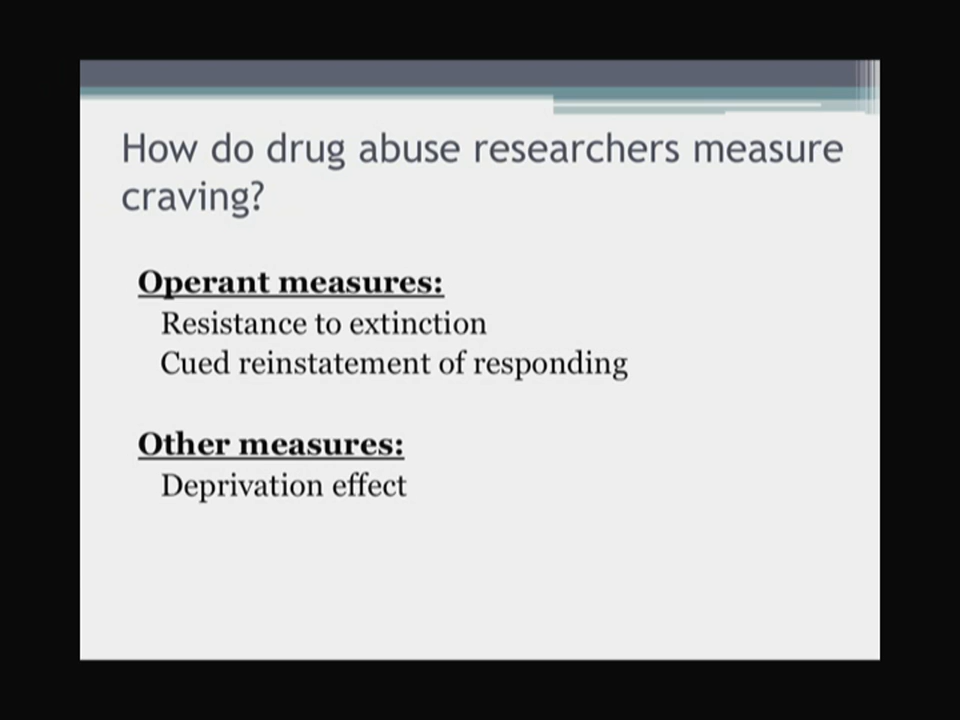 How do drug abuse researchers measure
craving?
Operant measures:
Resistance to extinction
Cued reinstatement of responding
Other measures:
Deprivation effect